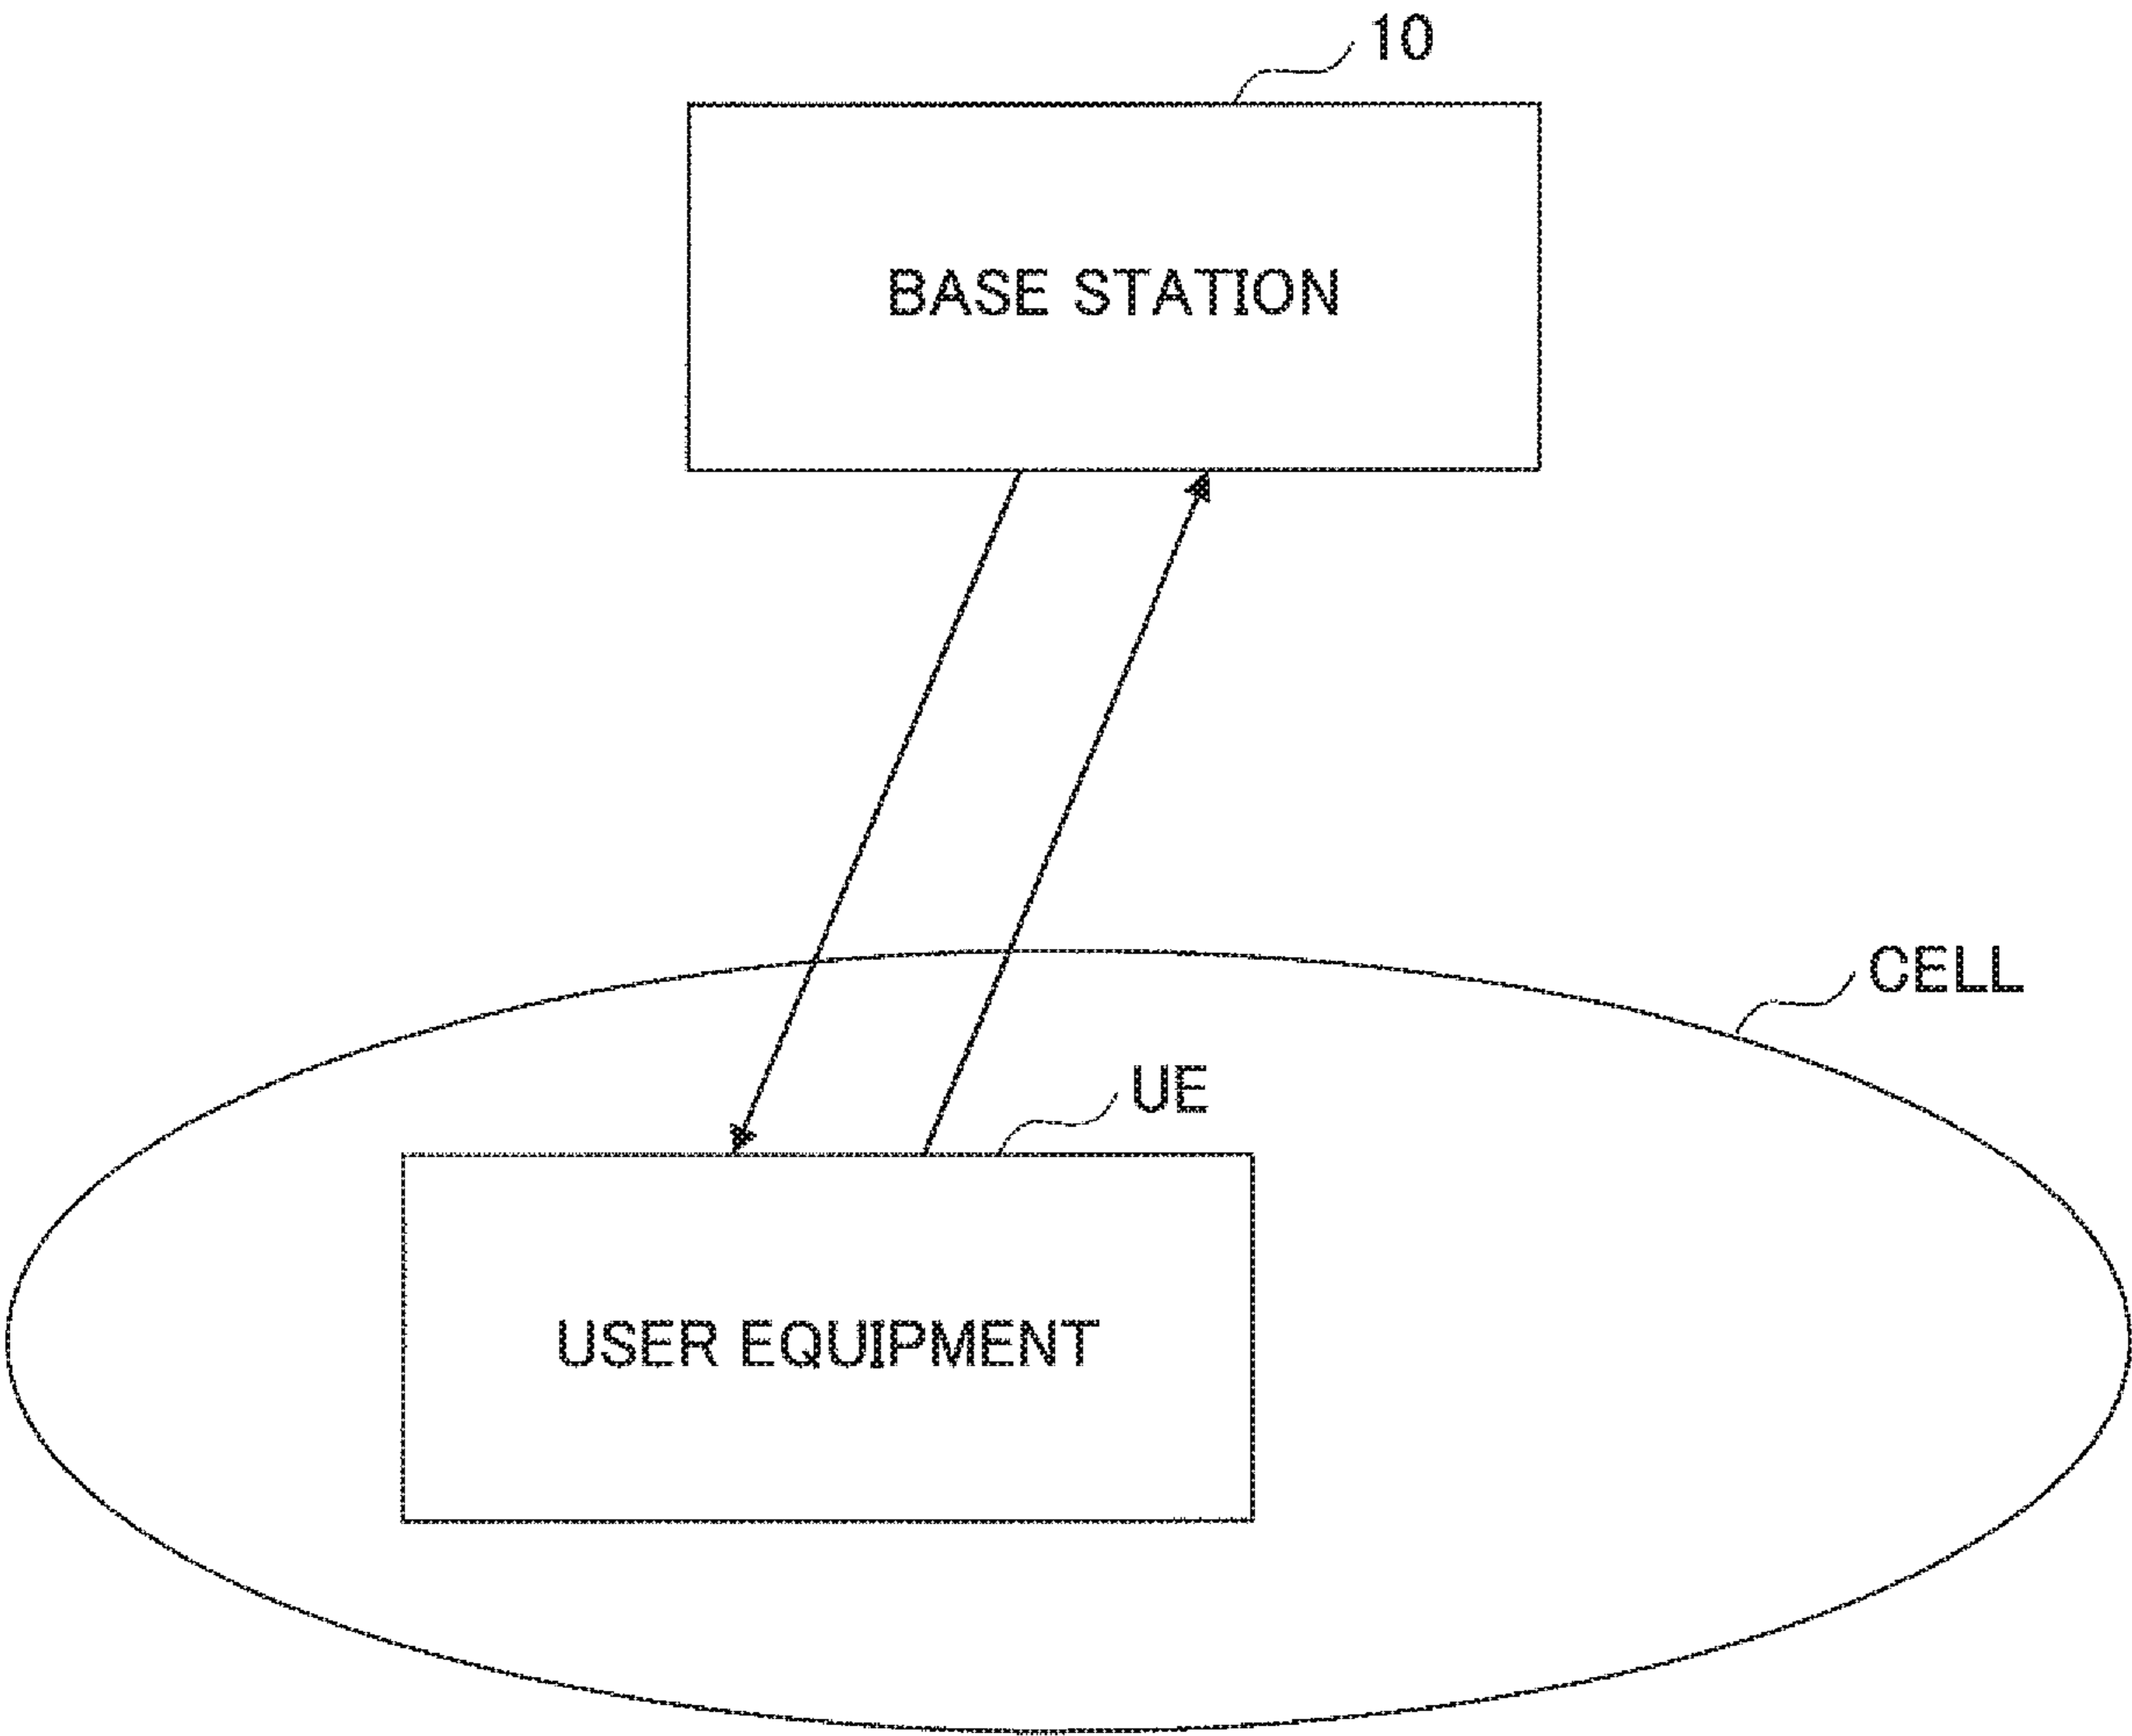 10
BASE STATION
CELL
UE
USER EQUIPMENT